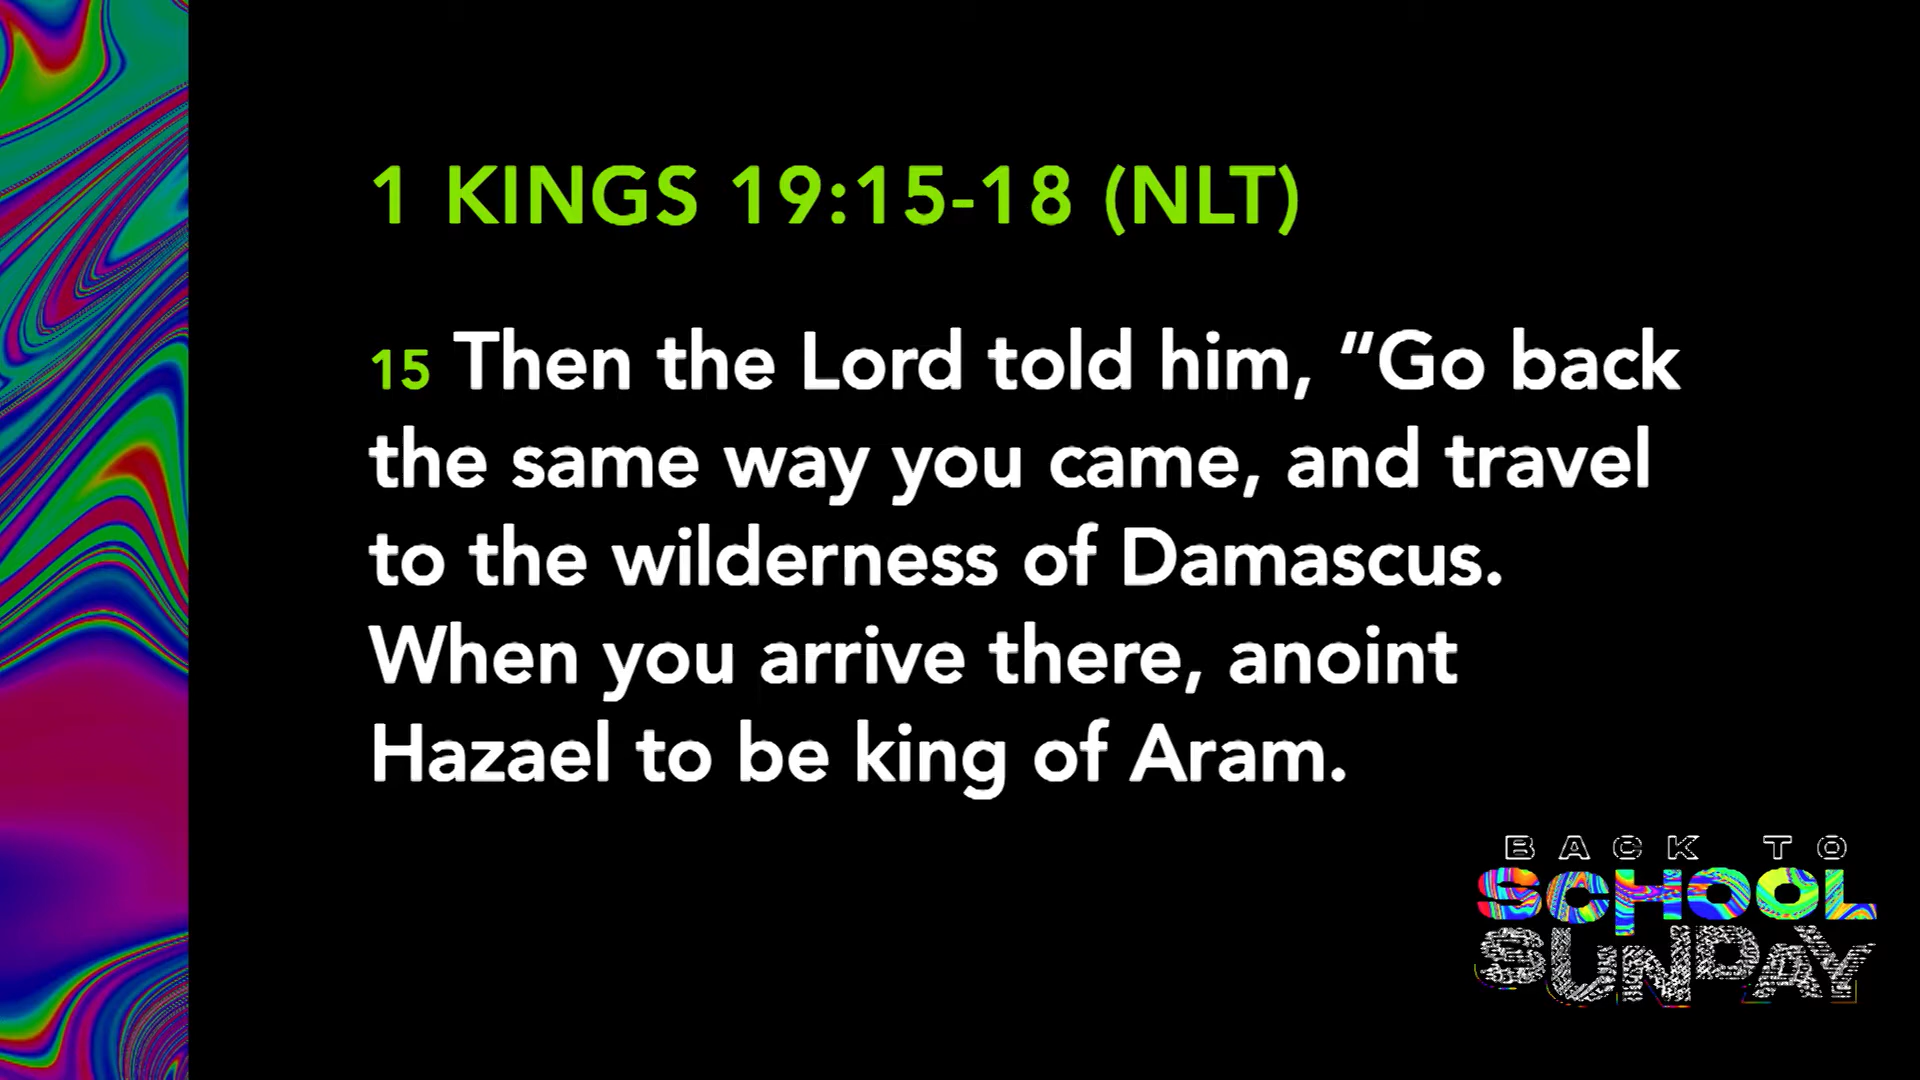 1 KINGS 19:15-18 (NLT)
15 Then the Lord told him, “Go back
the same way you came, and travel
to the wilderness of Damascus.
When you arrive there, anoint
Hazael to be king of Aram.
BACK TO
SCHOOL
SUNDAY